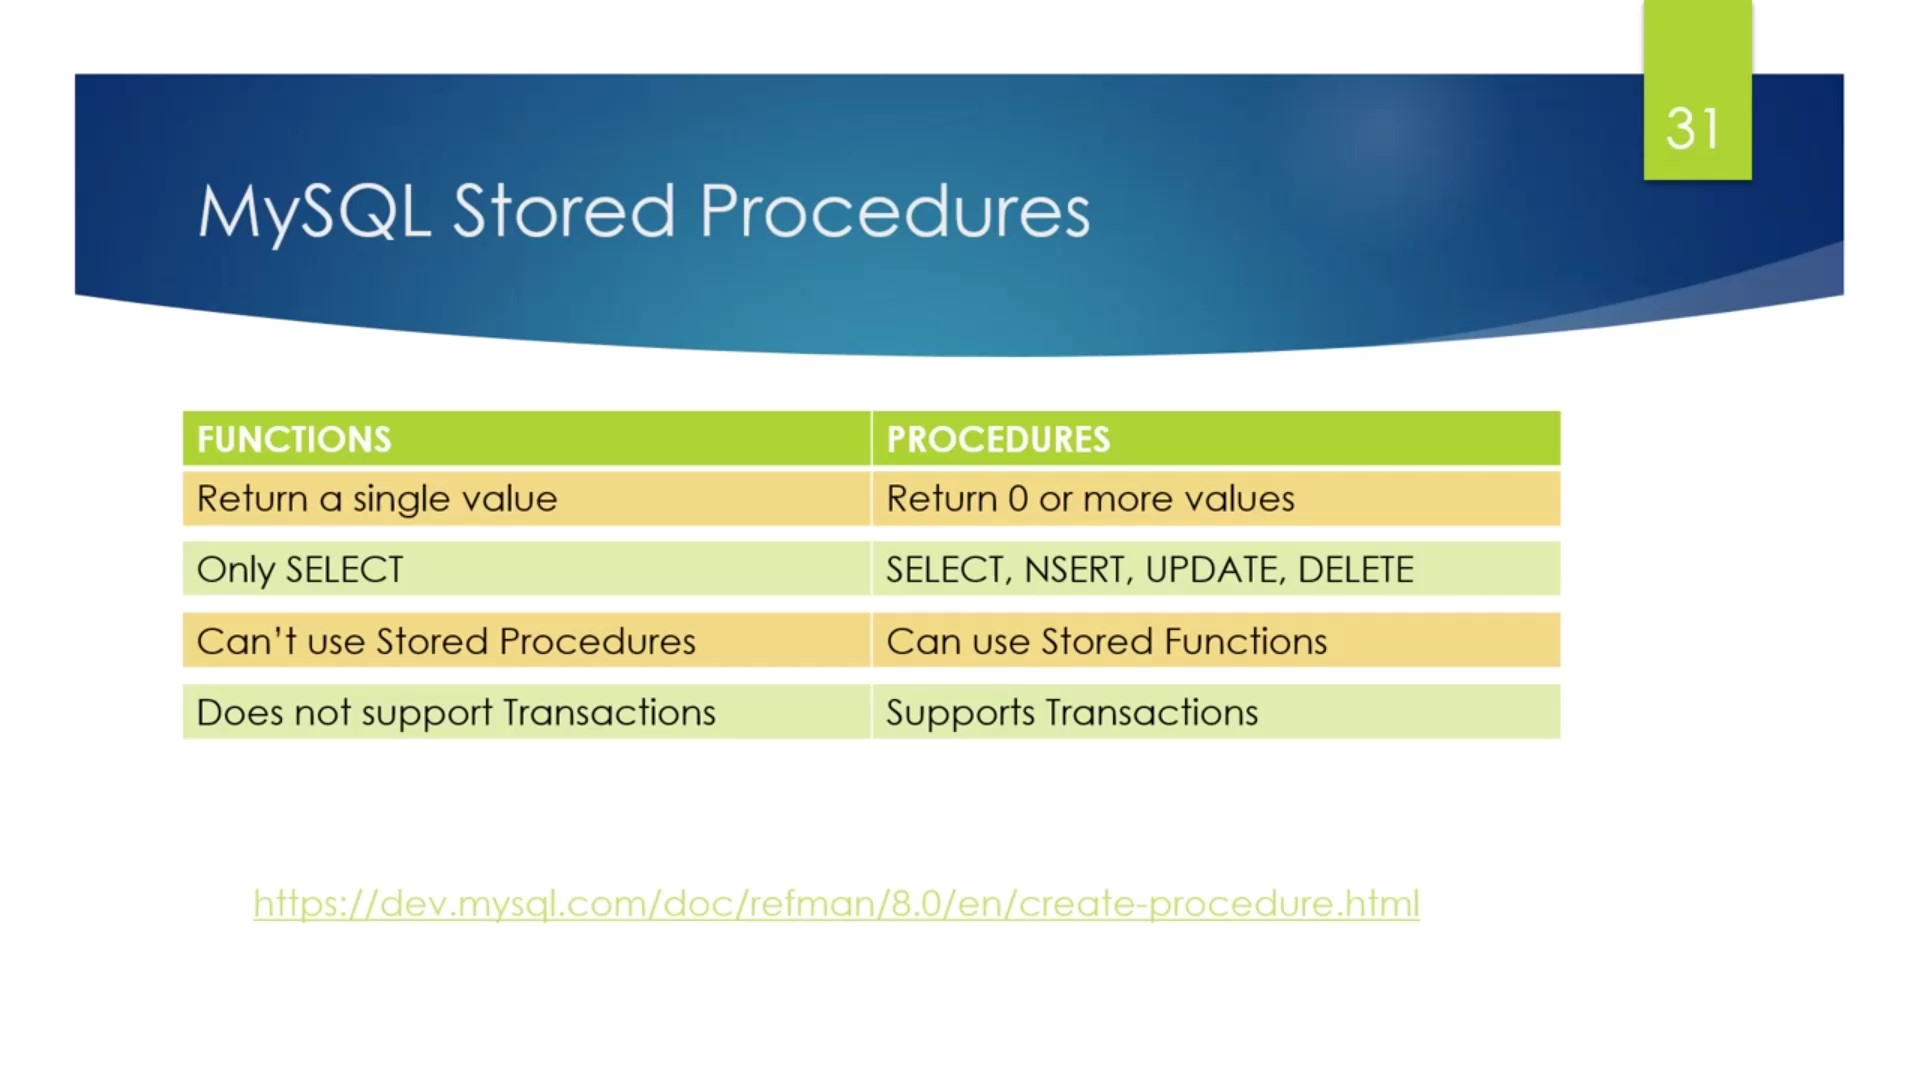 31
MySQL Stored Procedures
FUNCTIONS PROCEDURES
Return a single value Return 0 or more values
Only SELECT SELECT, NSERT, UPDATE, DELETE
Can’t use Stored Procedures Can use Stored Functions
Does not support Transactions Supports Transactions
https://dev.mysql.com/doc/refman/8.0/en/create-procedure.html